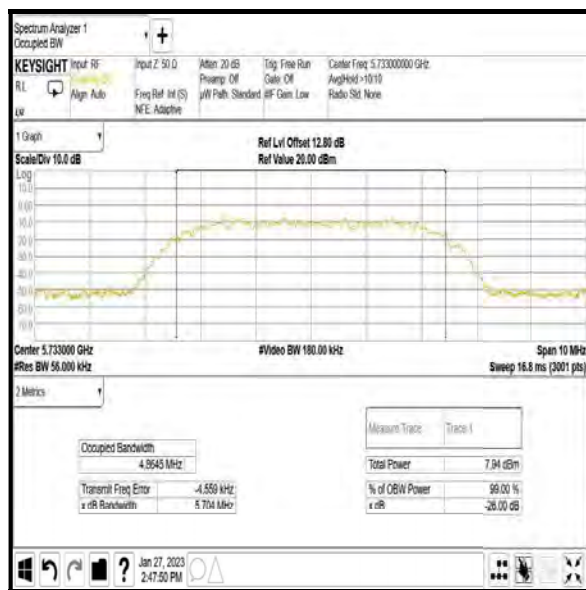 Spectrum Analyzer 1
Occupied BW
KEYSIGHT Input: RF Input Z: 50 Ω Atten: 20 dB Trig: Free Run Center Freq: 5.733000000 GHz
Preamp: Off Gate: Off Avg|Hold:>10/10
RL Align: Auto Freq Ref: Int (S) µW Path: Standard #IF Gain: Low Radio Std: None
NFE: Adaptive
1 Graph
Ref Lvl Offset 12.80 dB
Scale/Div 10.0 dB Ref Value 20.00 dBm
Log
10.0
0.00
Center 5.733000 GHz #Video BW 180.00 kHz Span 10 MHz
#Res BW 56.000 kHz Sweep 16.8 ms (3001 pts)
2 Metrics
Measure Trace Trace 1
Occupied Bandwidth
4.8645 MHz
Total Power 7.94 dBm
Transmit Freq Error -4.559 kHz % of OBW Power 99.00 %
x dB Bandwidth 5.704 MHz x dB -26.00 dB
Jan 27, 2023
2:47:50 PM